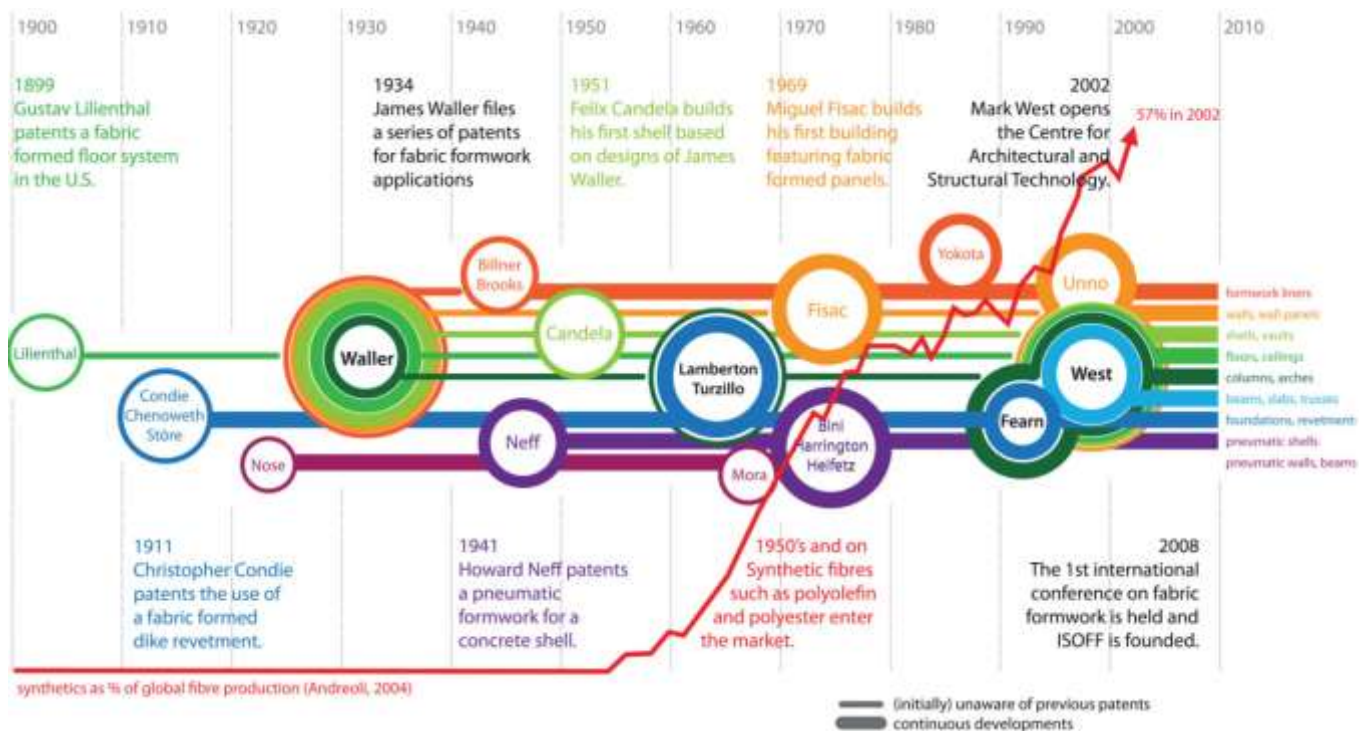 1900 1910 1920 1930 1940 1950 1960 1970 1980 1990 2000 2010
1899
Gustav Lilienthal
patents a fabric
formed floor system
in the U.S.
1934
James Waller files
a series of patents
for fabric formwork
applications
1951
Felix Candela builds
his first shell based
on designs of James
Waller.
1969
Miguel Fisac builds
his first building
featuring fabric
formed panels.
2002
Mark West opens
the Centre for
Architectural and
Structural Technology.
57% in 2002
Lilienthal
Condie
Chenoweth
Störe
Nose
Waller
Billner
Brooks
Neff
Candela
Lamberton
Turzillo
Mora
Fisac
Bini
Harrington
Heifetz
Yokota
Unno
West
Fearn
formwork liners
walls, wall panels
shells, vaults
floors, ceilings
columns, arches
beams, slabs, trusses
foundations, revetment
pneumatic shells
pneumatic walls, beams
1911
Christopher Condie
patents the use of
a fabric formed
dike revetment.
1941
Howard Neff patents
a pneumatic
formwork for a
concrete shell.
1950's and on
Synthetic fibres
such as polyolefin
and polyester enter
the market.
2008
The 1st international
conference on fabric
formwork is held and
ISOFF is founded.
synthetics as % of global fibre production (Andreoli, 2004)
(initially) unaware of previous patents
continuous developments